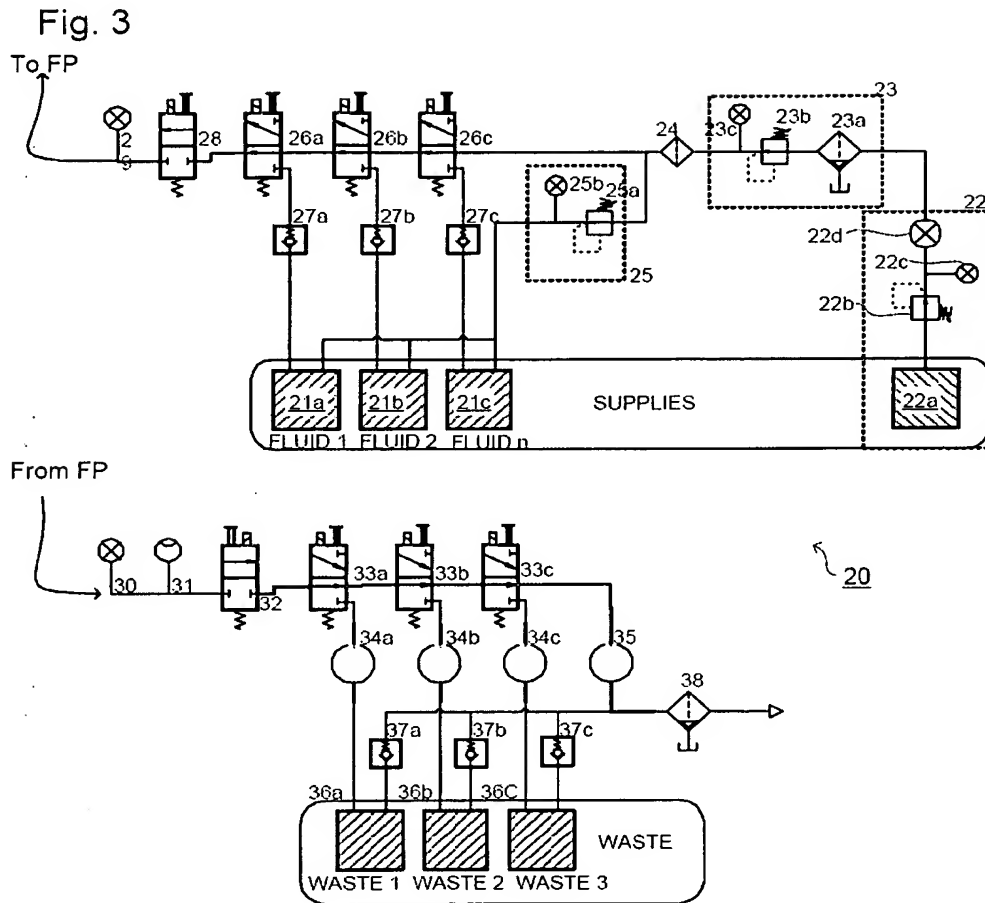 Fig. 3
To FP
2
9
28
26a
26b
26c
24
23c
23b
23a
23
27a
27b
27c
25b
25a
25
22
22d
22c
22b
21a
21b
21c
SUPPLIES
22a
FLUID 1
FLUID 2
FLUID n
From FP
30
31
32
33a
33b
33c
20
34a
34b
34c
35
38
37a
37b
37c
36a
36b
36C
WASTE
WASTE 1
WASTE 2
WASTE 3